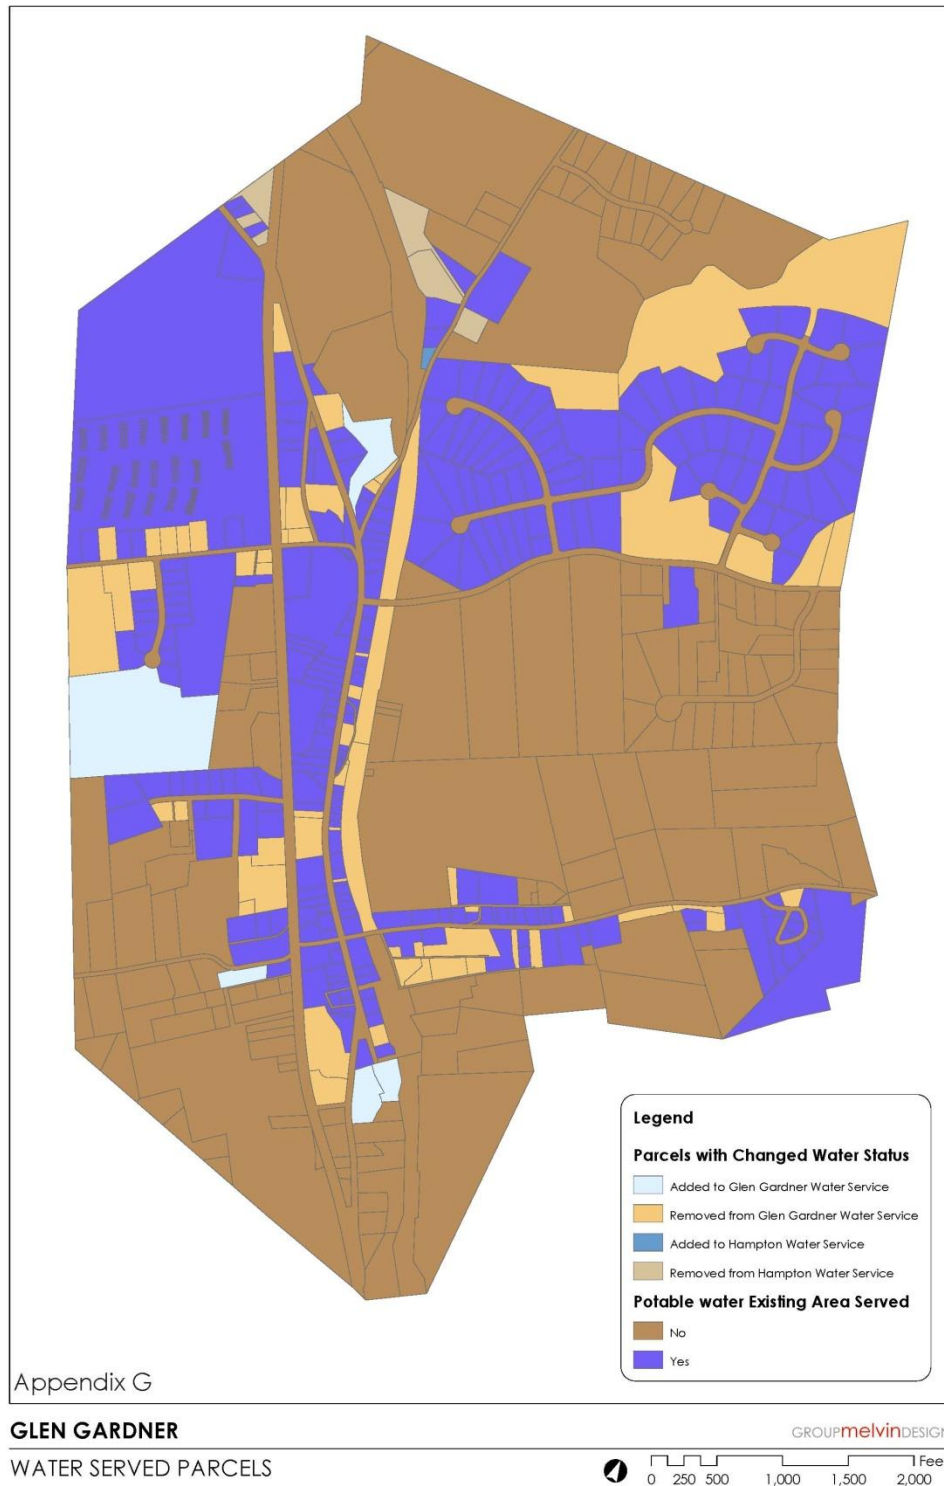 Legend
Parcels with Changed Water Status
Added to Glen Gardner Water Service
Removed from Glen Gardner Water Service
Added to Hampton Water Service
Removed from Hampton Water Service
Potable water Existing Area Served
No
Yes
Appendix G
GLEN GARDNER
GROUPmelvinDESIGN
WATER SERVED PARCELS
Fee
0 250 500 1,000 1,500 2,000